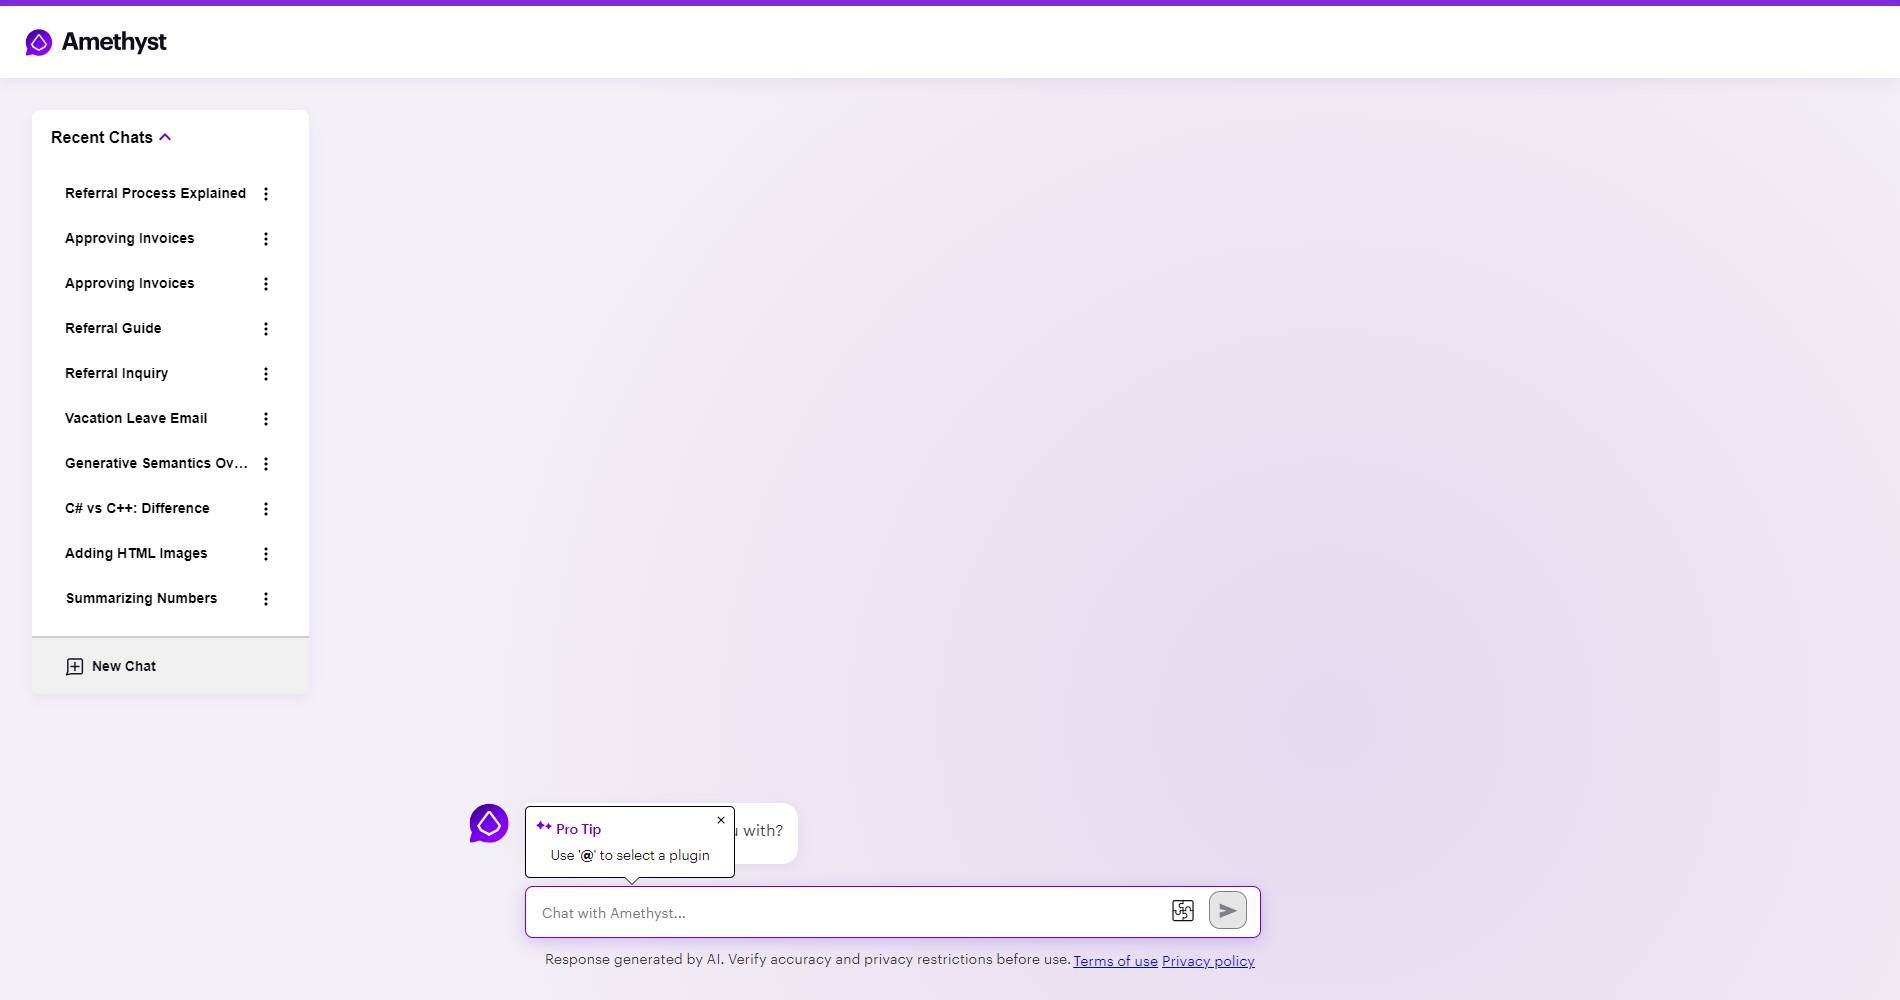 Amethyst
Recent Chats
Referral Process Explained
Approving Invoices
Approving Invoices
Referral Guide
Referral Inquiry
Vacation Leave Email
Generative Semantics Ov...
C# vs C++: Difference
Adding HTML Images
Summarizing Numbers
New Chat
Pro Tip
Use '@' to select a plugin
with?
Chat with Amethyst...
Response generated by AI. Verify accuracy and privacy restrictions before use. Terms of use Privacy policy